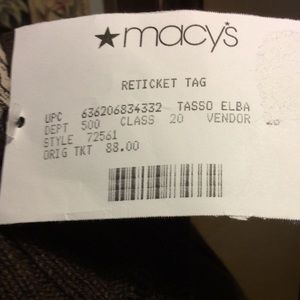 ★macy's
RETICKET TAG
UPC 636206834332 TASSO ELBA
DEPT 500 CLASS 20 VENDOR
STYLE 72561
ORIG TKT 88.00